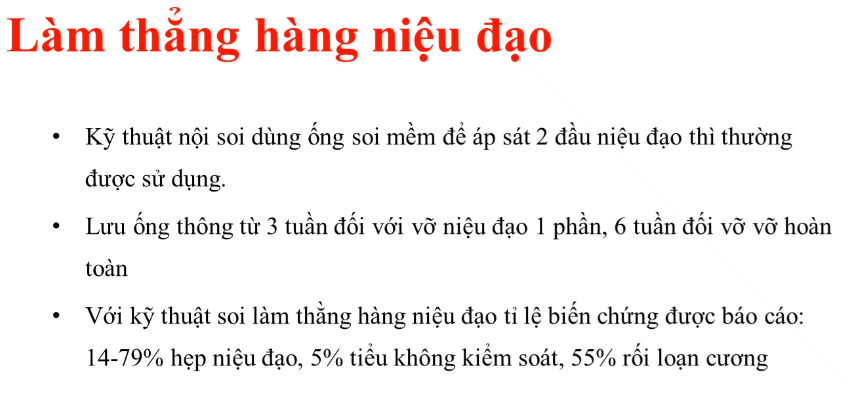 Làm thẳng hàng niệu đạo
• Kỹ thuật nội soi dùng ống soi mềm để áp sát 2 đầu niệu đạo thì thường
được sử dụng.
• Lưu ống thông từ 3 tuần đối với vỡ niệu đạo 1 phần, 6 tuần đối vỡ vỡ hoàn
toàn
• Với kỹ thuật soi làm thằng hàng niệu đạo tỉ lệ biến chứng được báo cáo:
14-79% hẹp niệu đạo, 5% tiểu không kiểm soát, 55% rối loạn cương